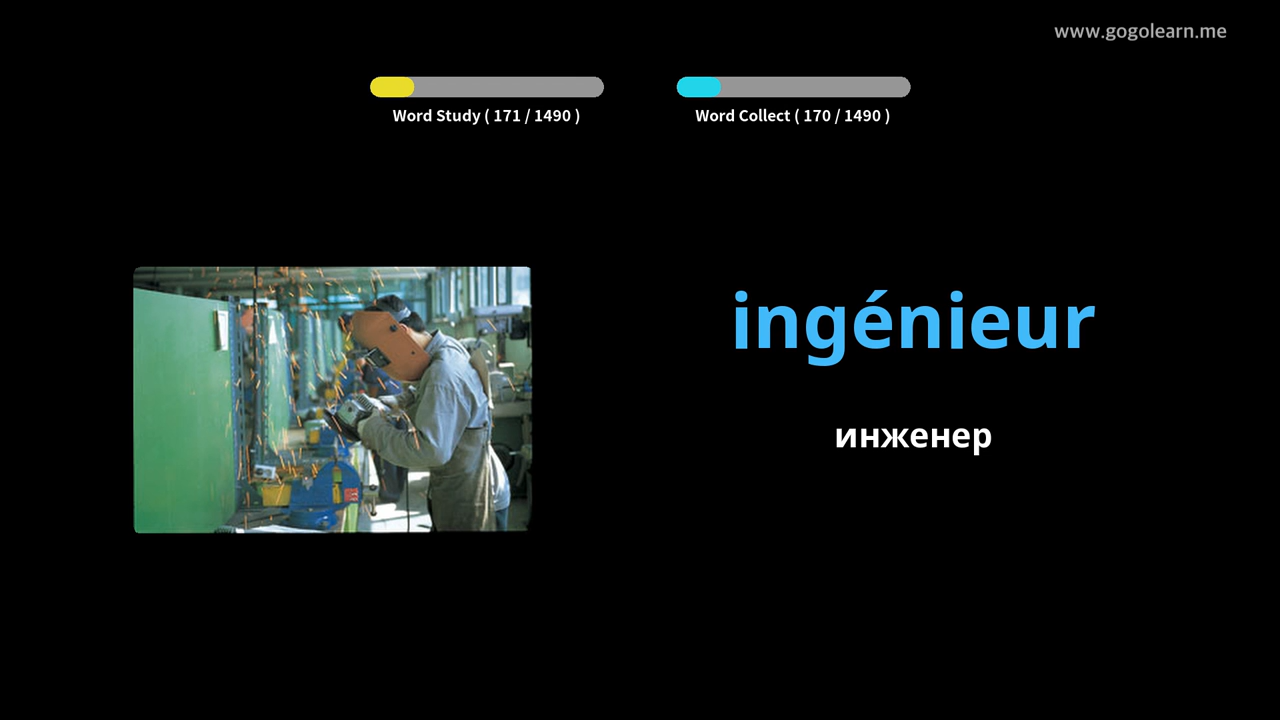 www.gogolearn.me
Word Study ( 171 / 1490 )
Word Collect ( 170 / 1490 )
ingénieur
инженер